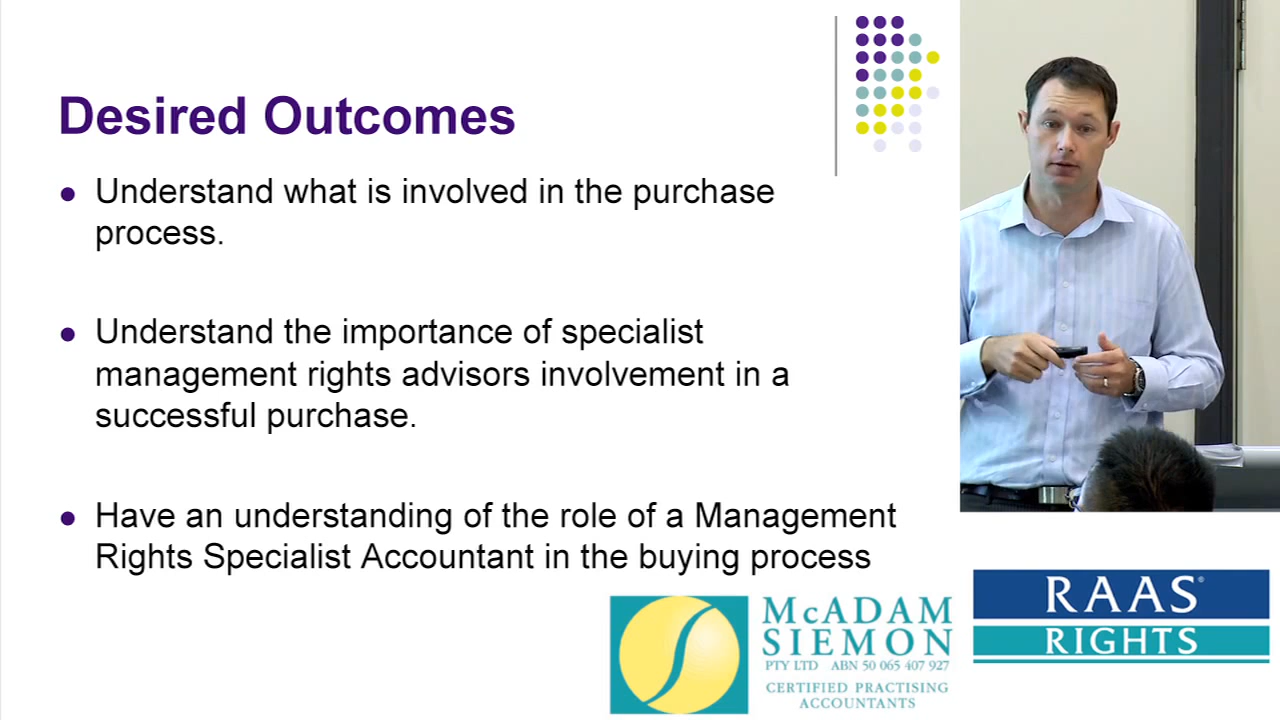 Desired Outcomes
● Understand what is involved in the purchase
process.
● Understand the importance of specialist
management rights advisors involvement in a
successful purchase.
● Have an understanding of the role of a Management
Rights Specialist Accountant in the buying process
McADAM
SIEMON
PTY LTD ABN 50 065 407 927
CERTIFIED PRACTISING
ACCOUNTANTS
RAAS®
RIGHTS